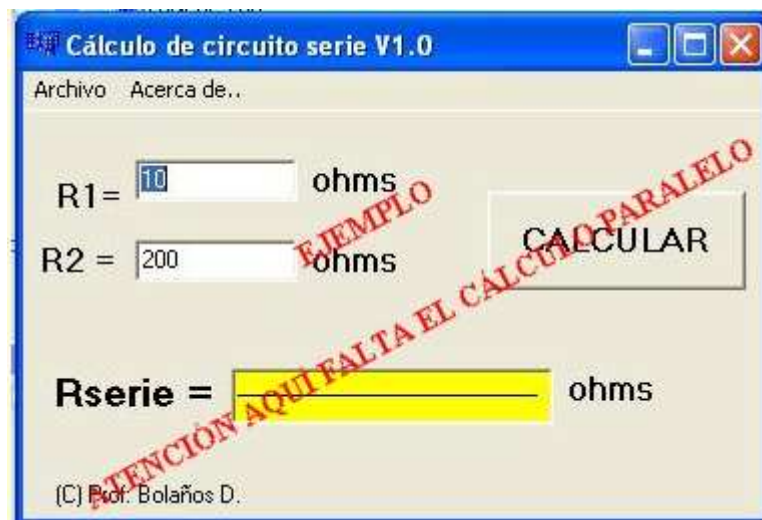 Cálculo de circuito serie V1.0
Archivo Acerca de..
R1= 10 ohms
R2 = 200 ohms
CALCULAR
EJEMPLO
ATENCIÓN AQUÍ FALTA EL CÁLCULO PARALELO
Rserie = ohms
(C) Prof: Bolaños D.